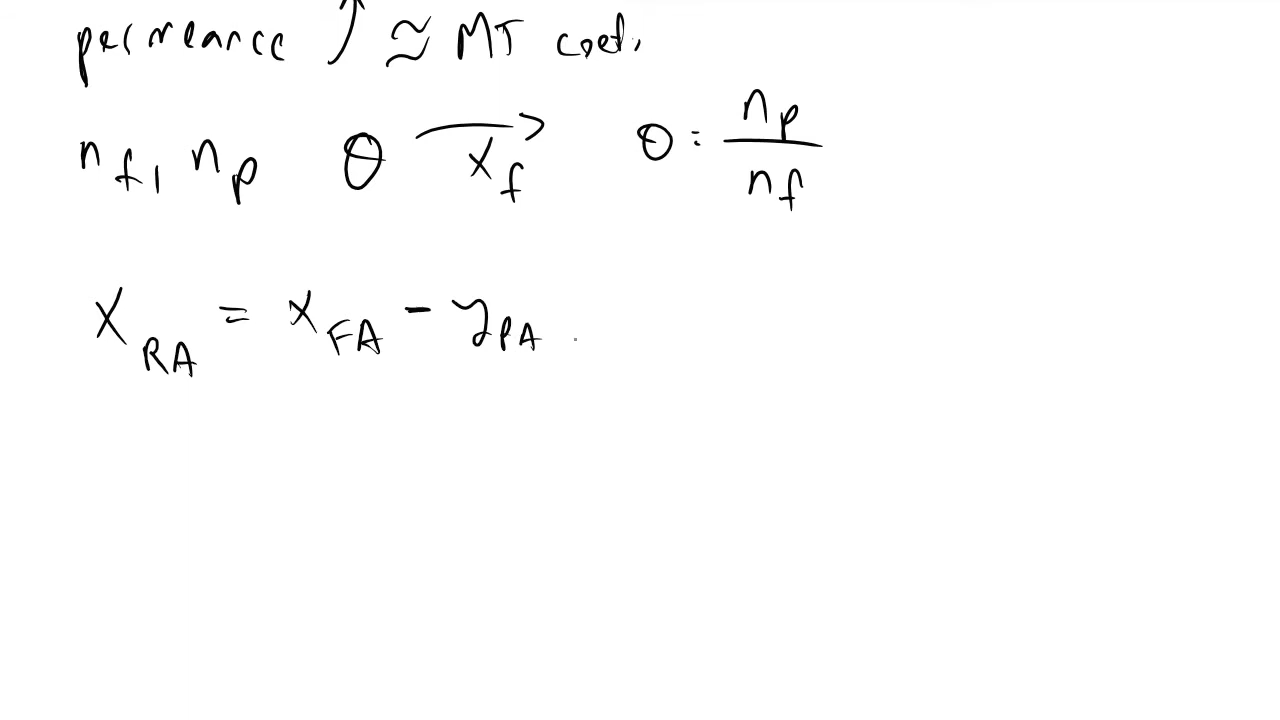 permeance ↑ ≈ MT coef.
n_f, n_p θ → x_f θ = n_p / n_f
x_RA = x_FA - y_PA